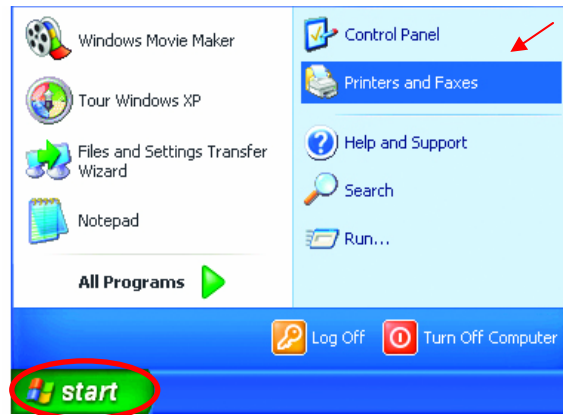 Windows Movie Maker
Tour Windows XP
Files and Settings Transfer
Wizard
Notepad
All Programs
Control Panel
Printers and Faxes
Help and Support
Search
Run...
Log Off
Turn Off Computer
start